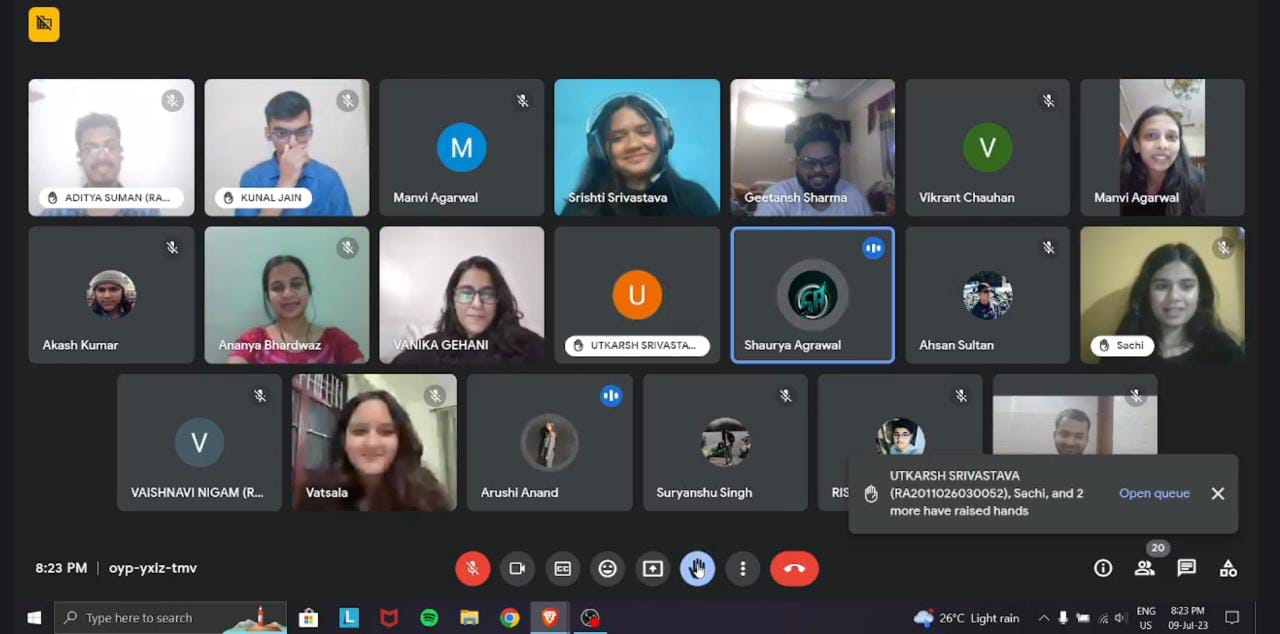 ADITYA SUMAN (RA...
KUNAL JAIN
M
Manvi Agarwal
Srishti Srivastava
Geetansh Sharma
V
Vikrant Chauhan
Manvi Agarwal
Akash Kumar
Ananya Bhardwaz
VANIKA GEHANI
U
UTKARSH SRIVASTA...
Shaurya Agrawal
Ahsan Sultan
Sachi
V
VAISHNAVI NIGAM (R...
Vatsala
Arushi Anand
Suryanshu Singh
RIS
UTKARSH SRIVASTAVA
(RA2011026030052), Sachi, and 2
more have raised hands
Open queue
8:23 PM | oyp-yxlz-tmv
20
Type here to search
L
26°C Light rain
ENG
US
8:23 PM
09-Jul-23